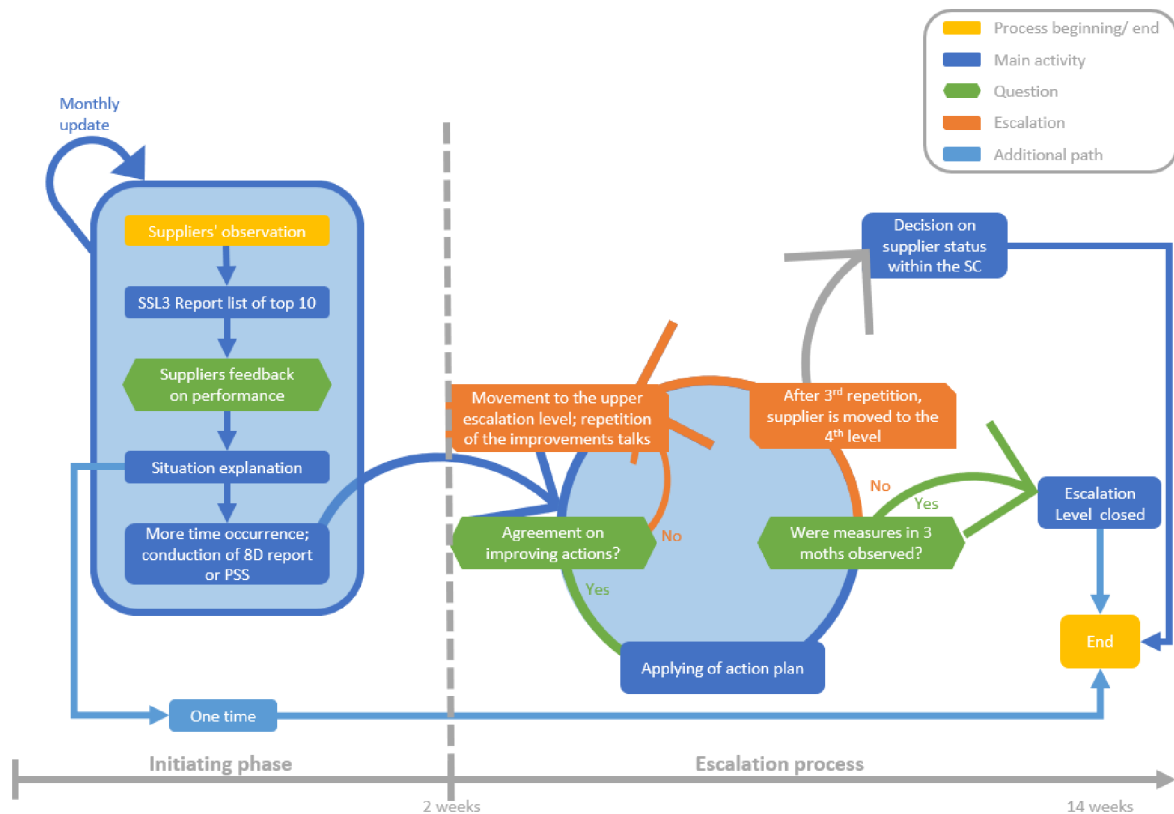 Process beginning/ end
Main activity
Question
Escalation
Additional path
Monthly
update
Suppliers' observation
SSL3 Report list of top 10
Suppliers feedback
on performance
Situation explanation
More time occurrence;
conduction of 8D report
or PSS
One time
Movement to the upper
escalation level; repetition
of the improvements talks
Agreement on
improving actions?
No
Yes
Applying of action plan
After 3rd repetition,
supplier is moved to the
4th level
No
Yes
Were measures in 3
moths observed?
Decision on
supplier status
within the SC
Escalation
Level closed
End
Initiating phase
Escalation process
2 weeks
14 weeks